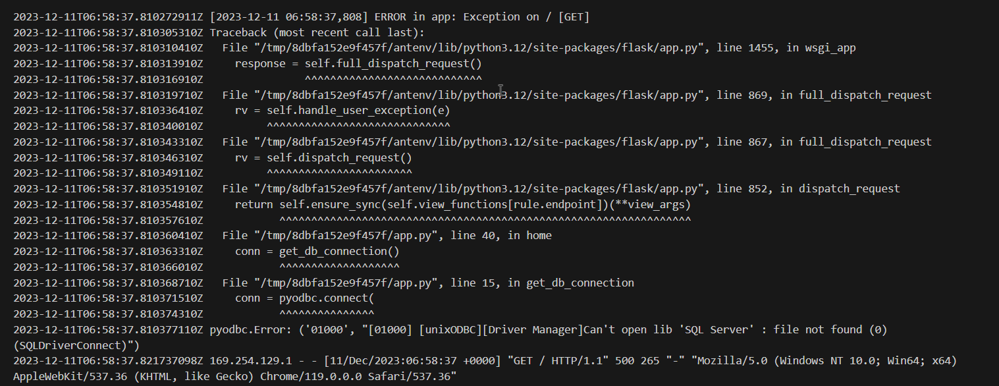 2023-12-11T06:58:37.810272911Z [2023-12-11 06:58:37,808] ERROR in app: Exception on / [GET]
2023-12-11T06:58:37.810305310Z Traceback (most recent call last):
2023-12-11T06:58:37.810310410Z   File "/tmp/8dbfa152e9f457f/antenv/lib/python3.12/site-packages/flask/app.py", line 1455, in wsgi_app
2023-12-11T06:58:37.810313910Z     response = self.full_dispatch_request()
2023-12-11T06:58:37.810316910Z                ^^^^^^^^^^^^^^^^^^^^^^^^^^^^
2023-12-11T06:58:37.810319710Z   File "/tmp/8dbfa152e9f457f/antenv/lib/python3.12/site-packages/flask/app.py", line 869, in full_dispatch_request
2023-12-11T06:58:37.810336410Z     rv = self.handle_user_exception(e)
2023-12-11T06:58:37.810340010Z          ^^^^^^^^^^^^^^^^^^^^^^^^^^^^^
2023-12-11T06:58:37.810343310Z   File "/tmp/8dbfa152e9f457f/antenv/lib/python3.12/site-packages/flask/app.py", line 867, in full_dispatch_request
2023-12-11T06:58:37.810346310Z     rv = self.dispatch_request()
2023-12-11T06:58:37.810349110Z          ^^^^^^^^^^^^^^^^^^^^^^^
2023-12-11T06:58:37.810351910Z   File "/tmp/8dbfa152e9f457f/antenv/lib/python3.12/site-packages/flask/app.py", line 852, in dispatch_request
2023-12-11T06:58:37.810354810Z     return self.ensure_sync(self.view_functions[rule.endpoint])(**view_args)
2023-12-11T06:58:37.810357610Z            ^^^^^^^^^^^^^^^^^^^^^^^^^^^^^^^^^^^^^^^^^^^^^^^^^^^^^^^^^^^^^^^^^
2023-12-11T06:58:37.810360410Z   File "/tmp/8dbfa152e9f457f/app.py", line 40, in home
2023-12-11T06:58:37.810363310Z     conn = get_db_connection()
2023-12-11T06:58:37.810366010Z            ^^^^^^^^^^^^^^^^^^^
2023-12-11T06:58:37.810368710Z   File "/tmp/8dbfa152e9f457f/app.py", line 15, in get_db_connection
2023-12-11T06:58:37.810371510Z     conn = pyodbc.connect(
2023-12-11T06:58:37.810374310Z            ^^^^^^^^^^^^^^^
2023-12-11T06:58:37.810377110Z pyodbc.Error: ('01000', "[01000] [unixODBC][Driver Manager]Can't open lib 'SQL Server' : file not found (0)
(SQLDriverConnect)")
2023-12-11T06:58:37.821737098Z 169.254.129.1 - - [11/Dec/2023:06:58:37 +0000] "GET / HTTP/1.1" 500 265 "-" "Mozilla/5.0 (Windows NT 10.0; Win64; x64)
AppleWebKit/537.36 (KHTML, like Gecko) Chrome/119.0.0.0 Safari/537.36"